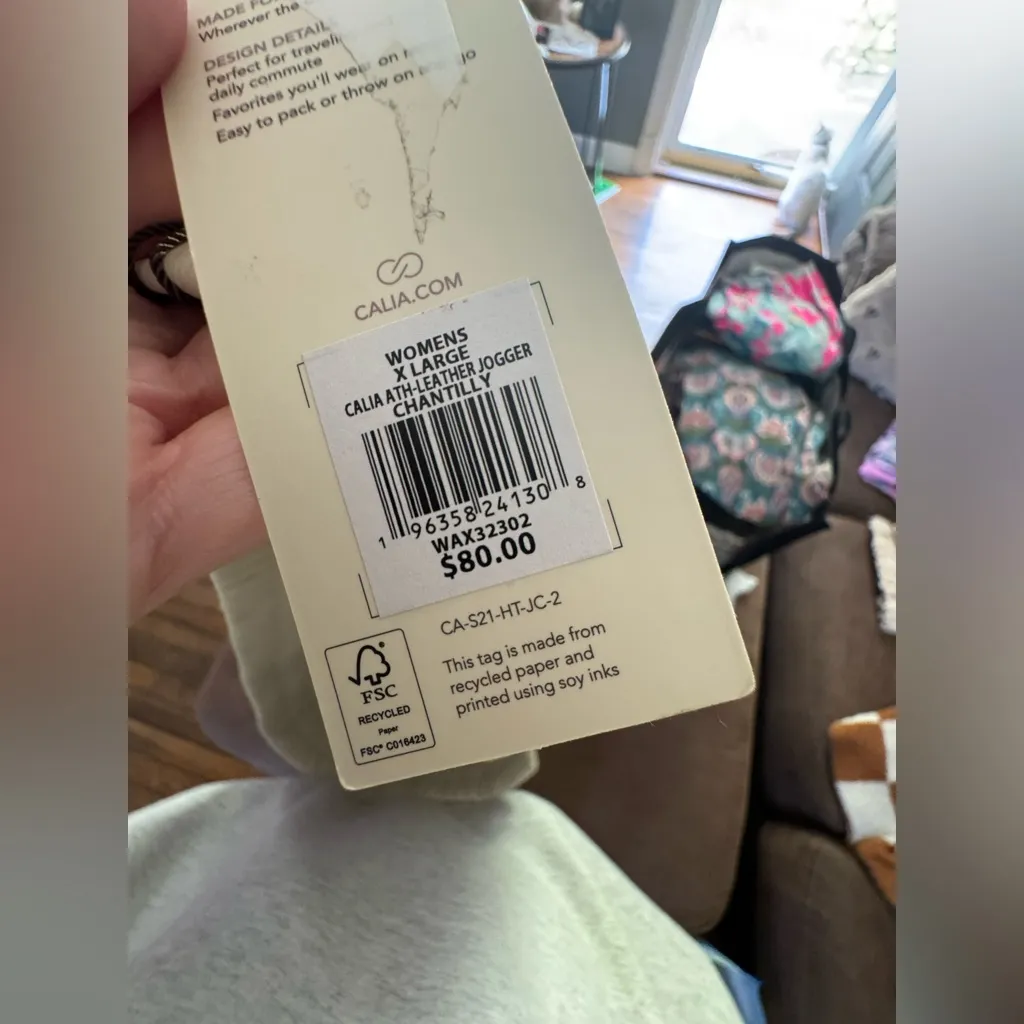 MADE FO
Wherever the
DESIGN DETAIL
Perfect for traveli
daily commute
Favorites you'll wear on
Easy to pack or throw on
CALIA.COM
WOMENS
X LARGE
CALIA ATH-LEATHER JOGGER
CHANTILLY
1 96358 24130 8
WAX32302
$80.00
CA-S21-HT-JC-2
This tag is made from
recycled paper and
printed using soy inks
FSC
RECYCLED
Paper
FSC® C016423